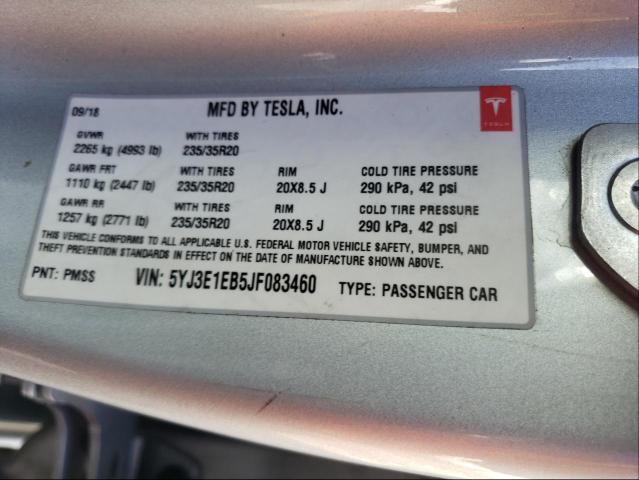 09/18 MFD BY TESLA, INC.
TESLA
GVWR WITH TIRES
2265 kg (4993 lb) 235/35R20
GAWR FRT WITH TIRES RIM COLD TIRE PRESSURE
1110 kg (2447 lb) 235/35R20 20X8.5 J 290 kPa, 42 psi
GAWR RR WITH TIRES RIM COLD TIRE PRESSURE
1257 kg (2771 lb) 235/35R20 20X8.5 J 290 kPa, 42 psi
THIS VEHICLE CONFORMS TO ALL APPLICABLE U.S. FEDERAL MOTOR VEHICLE SAFETY, BUMPER, AND
THEFT PREVENTION STANDARDS IN EFFECT ON THE DATE OF MANUFACTURE SHOWN ABOVE.
PNT: PMSS VIN: 5YJ3E1EB5JF083460 TYPE: PASSENGER CAR